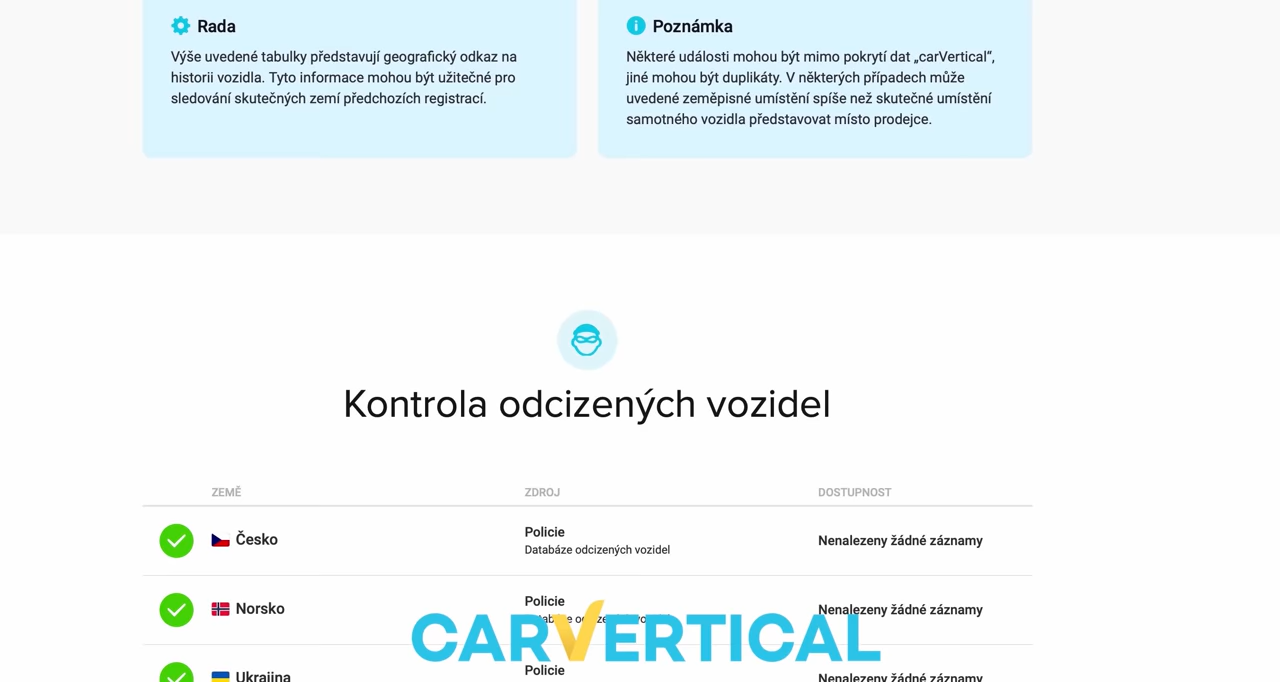 Rada
Výše uvedené tabulky představují geografický odkaz na
historii vozidla. Tyto informace mohou být užitečné pro
sledování skutečných zemí předchozích registrací.
Poznámka
Některé události mohou být mimo pokrytí dat „carVertical“,
jiné mohou být duplikáty. V některých případech může
uvedené zeměpisné umístění spíše než skutečné umístění
samotného vozidla představovat místo prodejce.
Kontrola odcizených vozidel
ZEMĚ ZDROJ DOSTUPNOST
Česko Policie Nenalezeny žádné záznamy
Databáze odcizených vozidel
Norsko Policie Nenalezeny žádné záznamy
CARVERTICAL
Ukrajina Policie Nenalezeny žádné záznamy